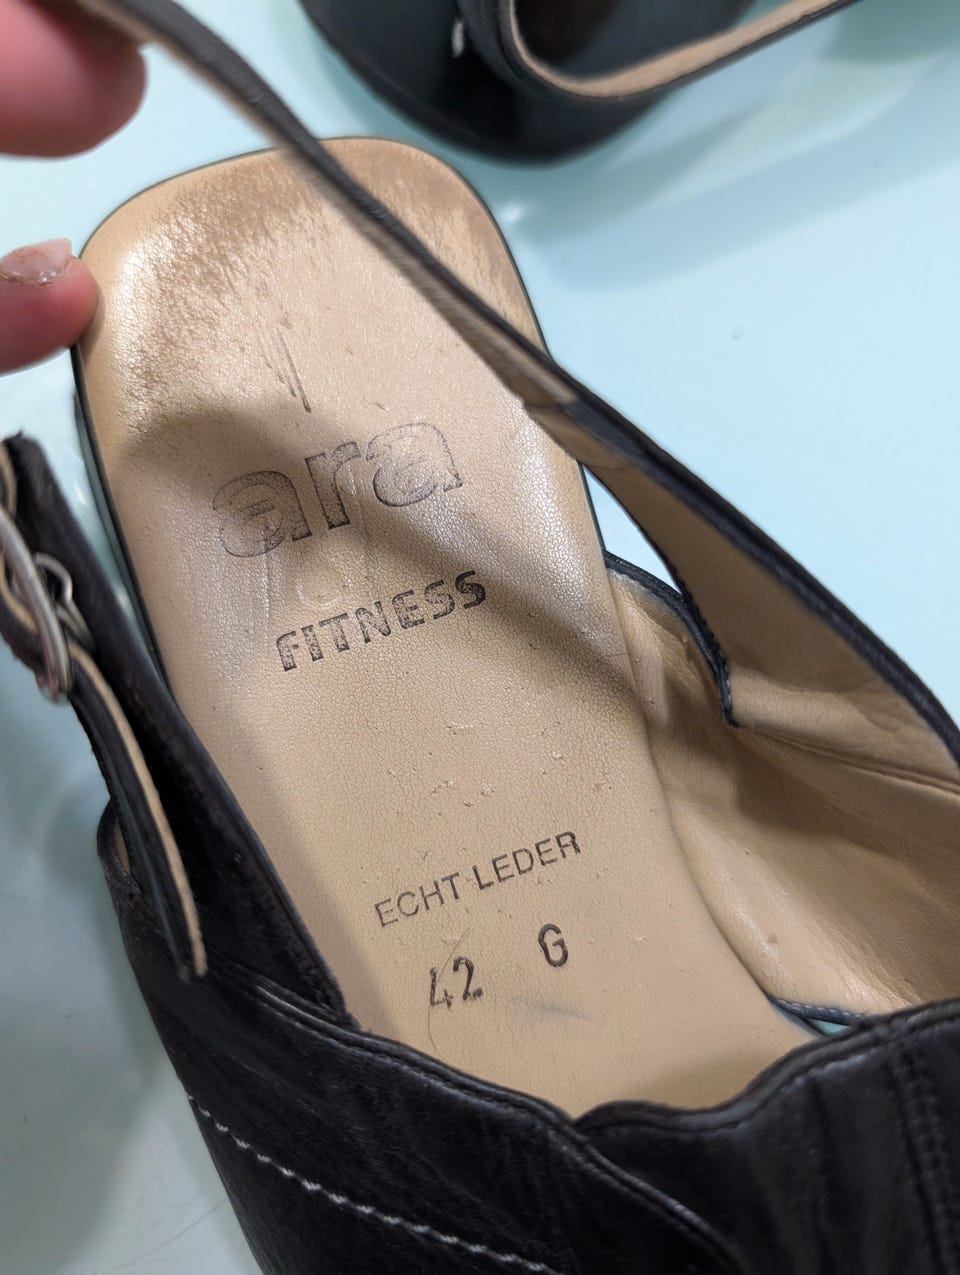 ara
FITNESS
ECHT LEDER
42 G